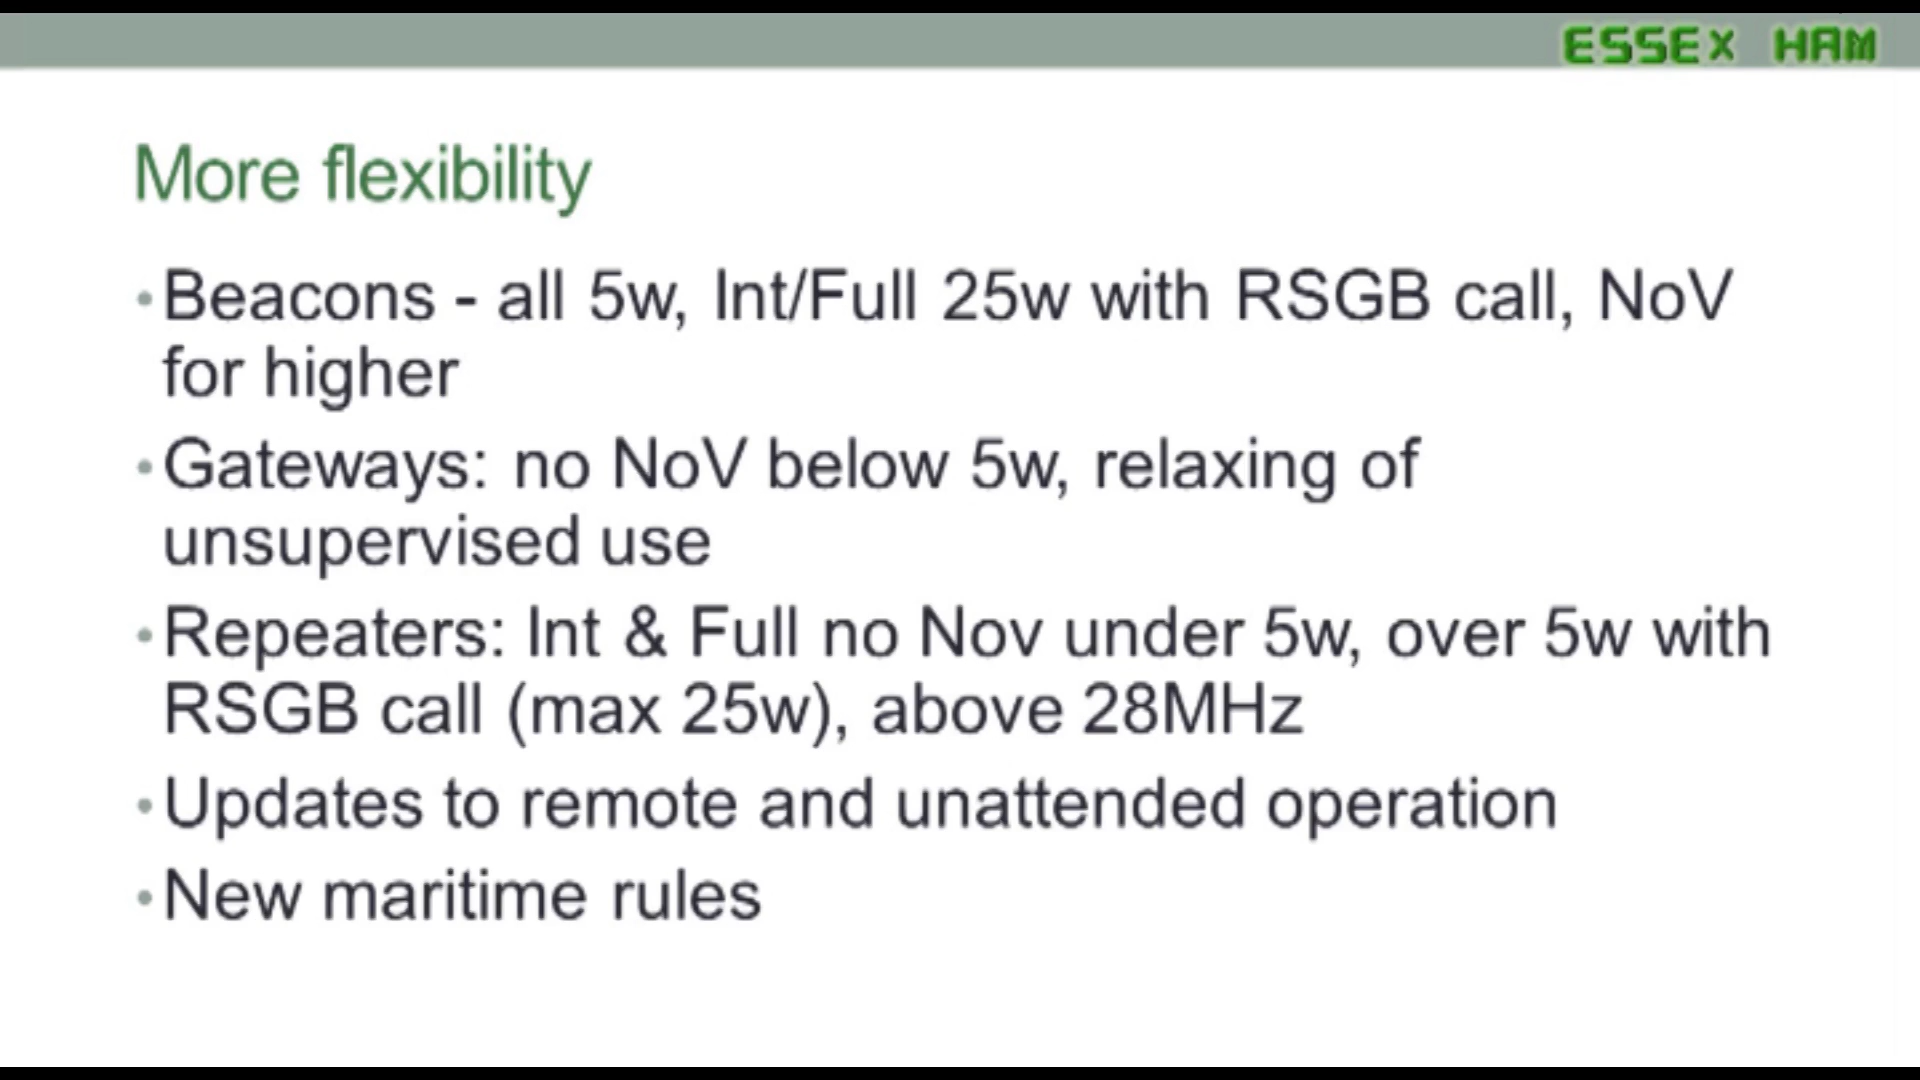 ESSEX HAM
More flexibility
•Beacons - all 5w, Int/Full 25w with RSGB call, NoV
for higher
•Gateways: no NoV below 5w, relaxing of
unsupervised use
•Repeaters: Int & Full no Nov under 5w, over 5w with
RSGB call (max 25w), above 28MHz
•Updates to remote and unattended operation
•New maritime rules